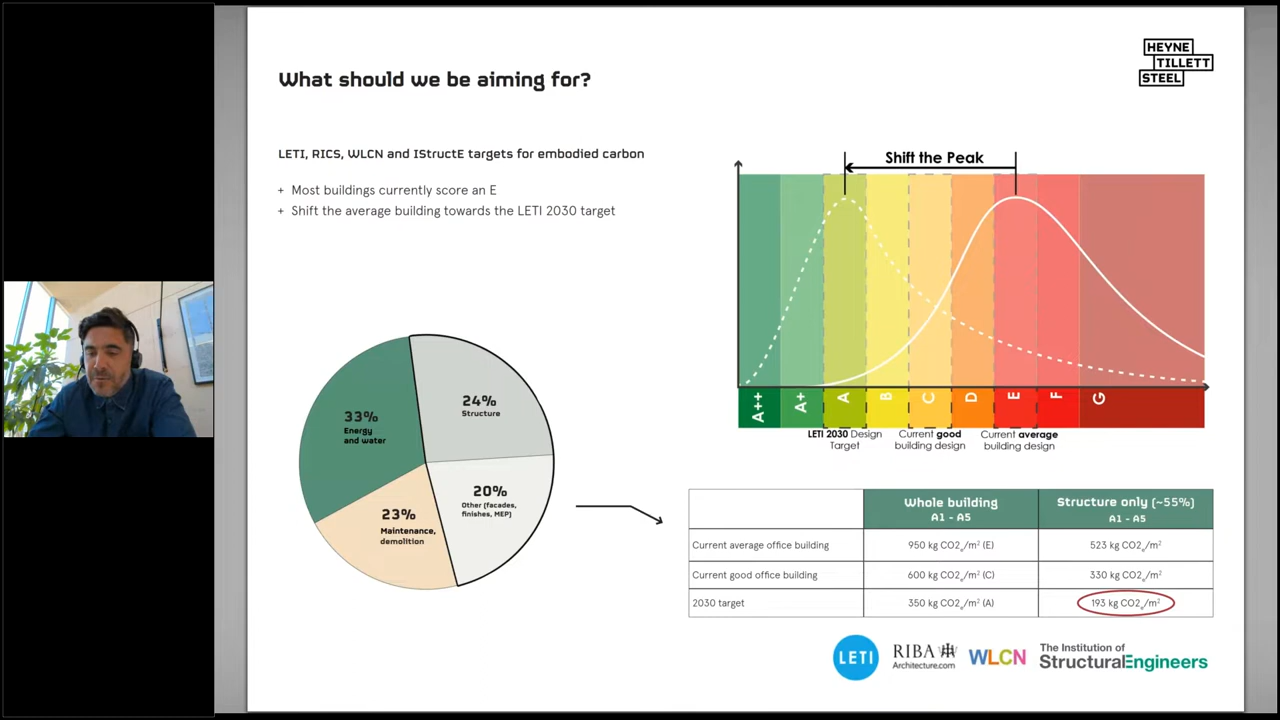 What should we be aiming for?
HEYNE
TILLETT
STEEL
LETI, RICS, WLCN and IStructE targets for embodied carbon
+ Most buildings currently score an E
+ Shift the average building towards the LETI 2030 target
Shift the Peak
A++ A+ A B C D E F G
LETI 2030 Design
Target
Current good
building design
Current average
building design
24%
Structure
33%
Energy
and water
20%
Other (facades,
finishes, MEP)
23%
Maintenance,
demolition
Whole building
A1 - A5
Structure only (~55%)
A1 - A5
Current average office building 950 kg CO2e/m² (E) 523 kg CO2e/m²
Current good office building 600 kg CO2e/m² (C) 330 kg CO2e/m²
2030 target 350 kg CO2e/m² (A) 193 kg CO2e/m²
LETI
RIBA
Architecture.com
WLCN
The Institution of
StructuralEngineers